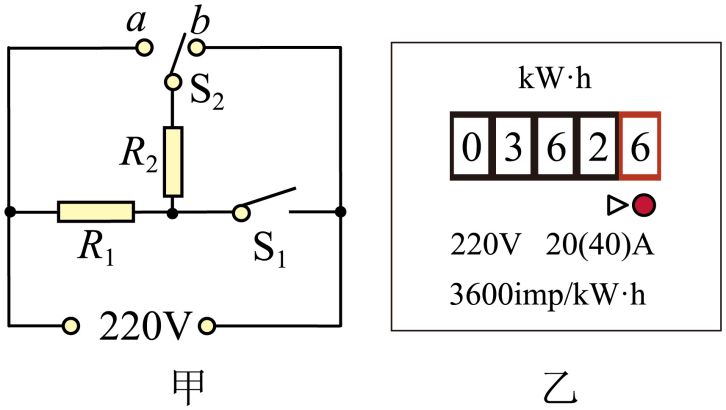 a b
S₂
R₂
R₁
S₁
220V
甲
kW·h
0 3 6 2 6
220V 20(40)A
3600imp/kW·h
乙